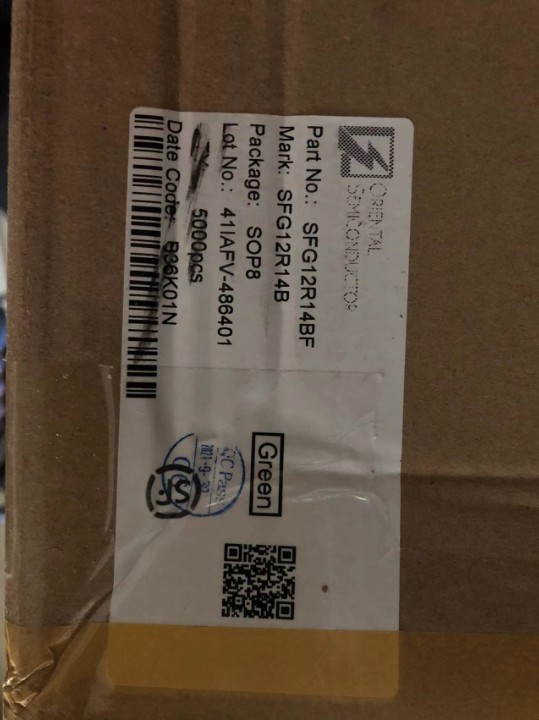 ORIENTAL
SEMICONDUCTOR
Part No.: SFG12R14BF
Mark: SFG12R14B
Package: SOP8
Lot No.: 41IAFV-486401
5000pcs
Date Code: B36K01N
Green
QC Pass